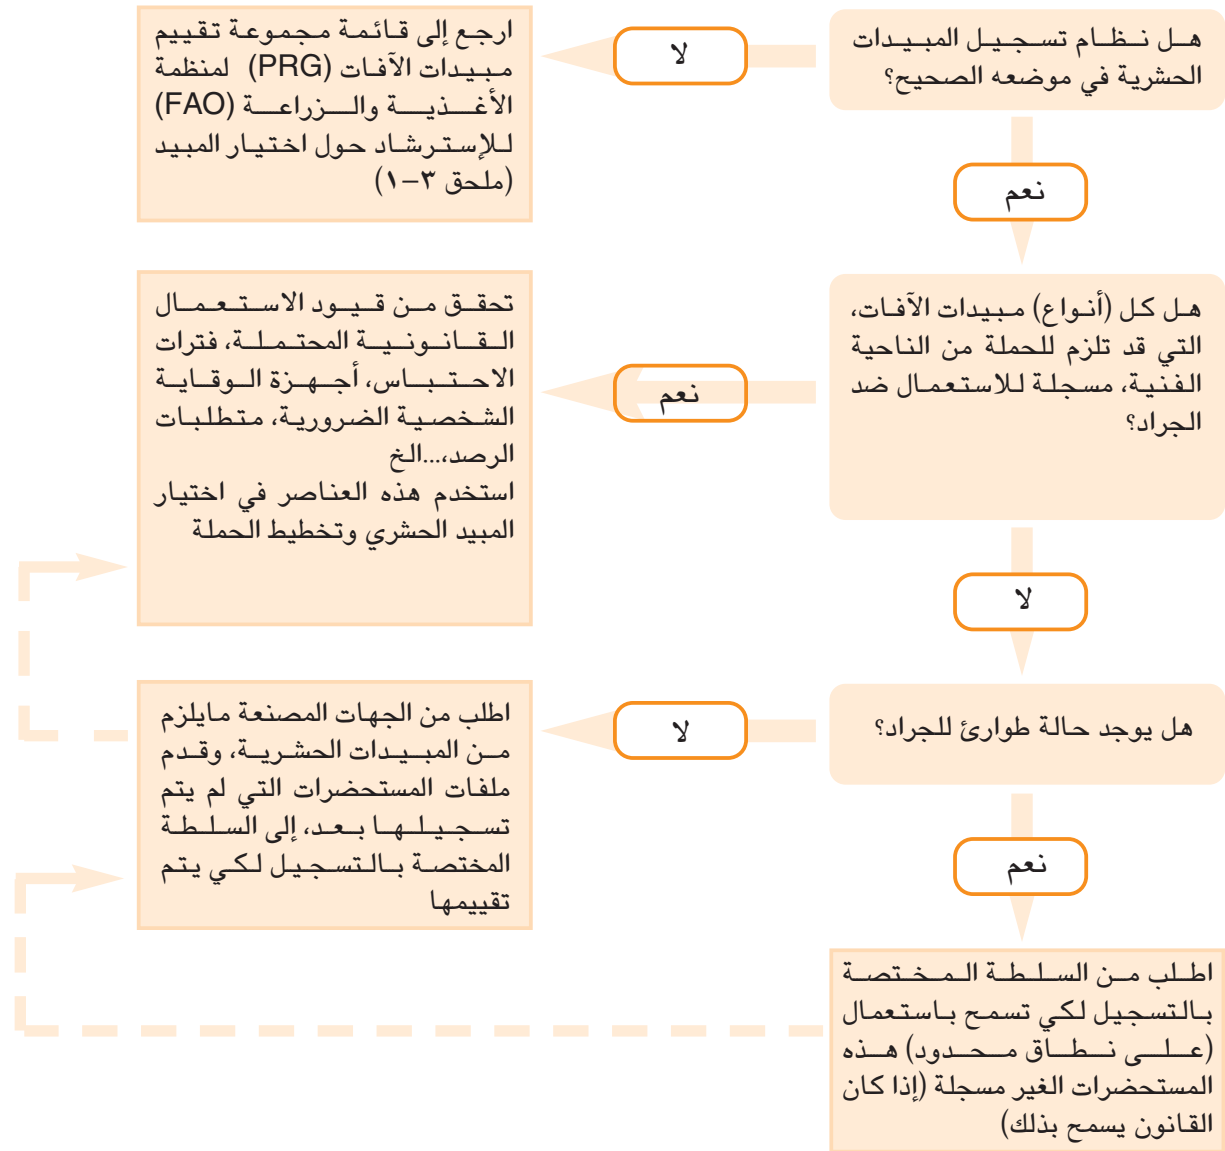 هل نظام تسجيل المبيدات
الحشرية في موضعه الصحيح؟
لا
ارجع إلى قائمة مجموعة تقييم
مبيدات الآفات (PRG) لمنظمة
الأغذية والزراعة (FAO)
للإسترشاد حول اختيار المبيد
(ملحق ٣-١)
نعم
هل كل (أنواع) مبيدات الآفات،
التي قد تلزم للحملة من الناحية
الفنية، مسجلة للاستعمال ضد
الجراد؟
نعم
تحقق من قيود الاستعمال
القانونية المحتملة، فترات
الاحتباس، أجهزة الوقاية
الشخصية الضرورية، متطلبات
الرصد،...الخ
استخدم هذه العناصر في اختيار
المبيد الحشري وتخطيط الحملة
لا
هل يوجد حالة طوارئ للجراد؟
لا
اطلب من الجهات المصنعة مايلزم
من المبيدات الحشرية، وقدم
ملفات المستحضرات التي لم يتم
تسجيلها بعد، إلى السلطة
المختصة بالتسجيل لكي يتم
تقييمها
نعم
اطلب من السلطة المختصة
بالتسجيل لكي تسمح باستعمال
(على نطاق محدود) هذه
المستحضرات الغير مسجلة (إذا كان
القانون يسمح بذلك)